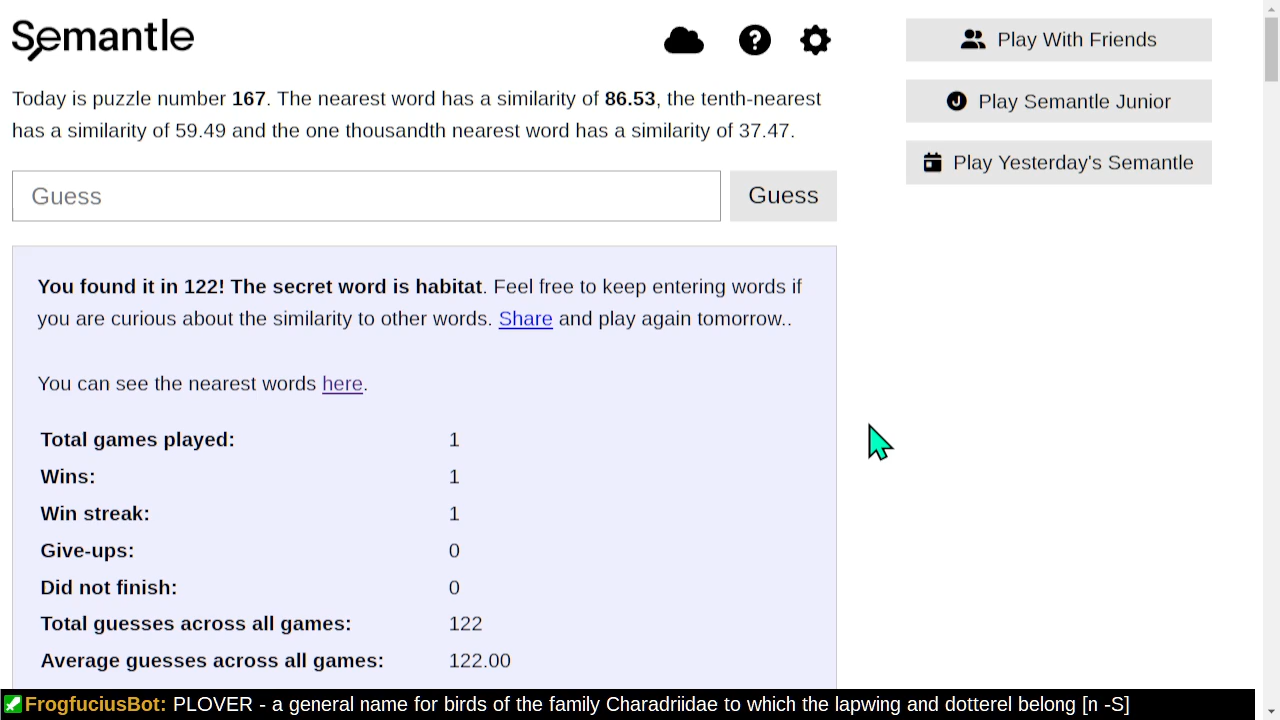 Semantle
Today is puzzle number 167. The nearest word has a similarity of 86.53, the tenth-nearest
has a similarity of 59.49 and the one thousandth nearest word has a similarity of 37.47.
Guess
Guess
You found it in 122! The secret word is habitat. Feel free to keep entering words if
you are curious about the similarity to other words. Share and play again tomorrow..
You can see the nearest words here.
Total games played: 1
Wins: 1
Win streak: 1
Give-ups: 0
Did not finish: 0
Total guesses across all games: 122
Average guesses across all games: 122.00
Play With Friends
J Play Semantle Junior
Play Yesterday's Semantle
FrogfuciusBot: PLOVER - a general name for birds of the family Charadriidae to which the lapwing and dotterel belong [n -S]